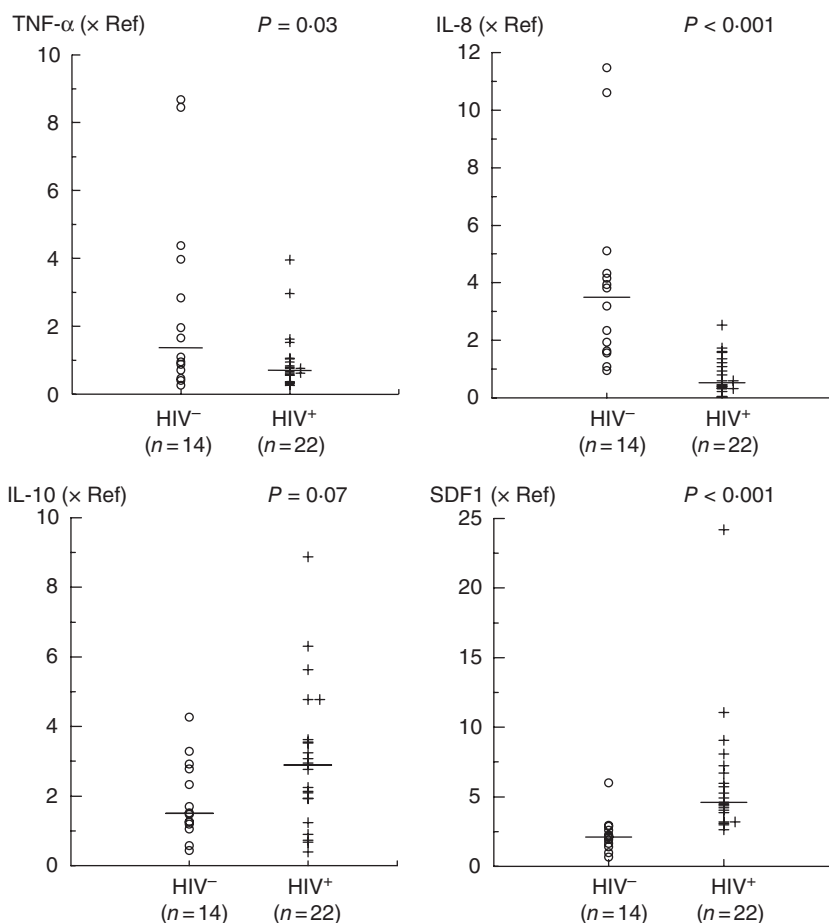 TNF-α (× Ref) P = 0·03
10
8
6
4
2
0
HIV⁻ HIV⁺
(n=14) (n=22)
IL-8 (× Ref) P < 0·001
12
10
8
6
4
2
0
HIV⁻ HIV⁺
(n=14) (n=22)
IL-10 (× Ref) P = 0·07
10
8
6
4
2
0
HIV⁻ HIV⁺
(n=14) (n=22)
SDF1 (× Ref) P < 0·001
25
20
15
10
5
0
HIV⁻ HIV⁺
(n=14) (n=22)